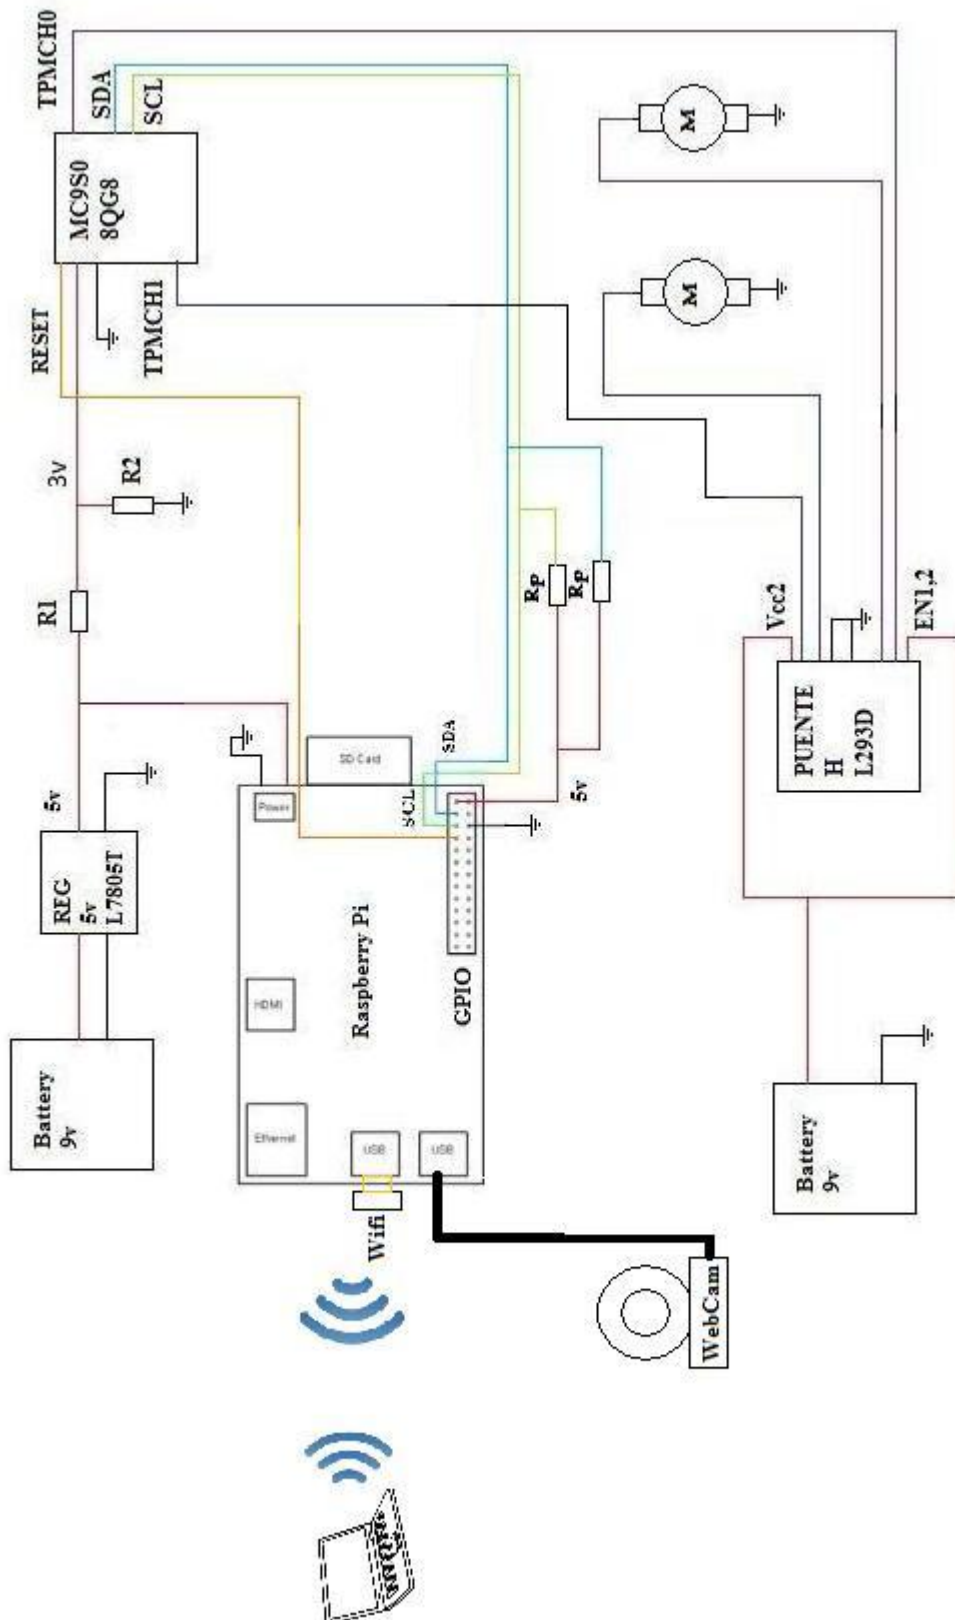 TPMCH0
SDA
SCL
MC9S0
8QG8
RESET
TPMCH1
M
M
3v
R2
R1
Rp
Rp
Vcc2
EN1,2
PUENTE
H
L293D
5v
REG
5v
L7805T
SD Card
SDA
SCL
5v
Power
Raspberry Pi
HDMI
GPIO
Ethernet
USB
USB
Battery
9v
Battery
9v
Wifi
WebCam